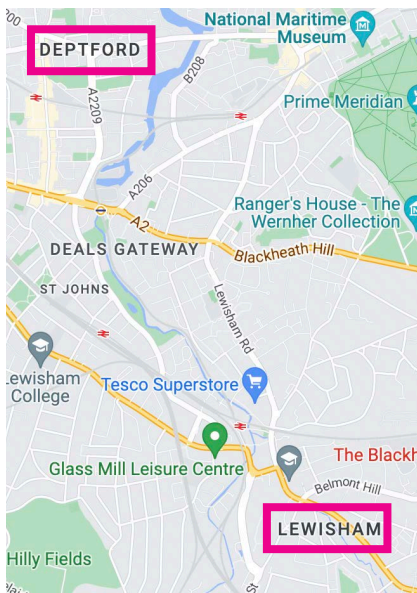 200
National Maritime
Museum
DEPTFORD
B208
A2209
Prime Meridian
A206
Ranger's House - The
Wernher Collection
A2
DEALS GATEWAY
Blackheath Hill
ST JOHNS
Lewisham Rd
Lewisham
College
Tesco Superstore
The Blackh
Glass Mill Leisure Centre
Belmont Hill
LEWISHAM
Hilly Fields
St